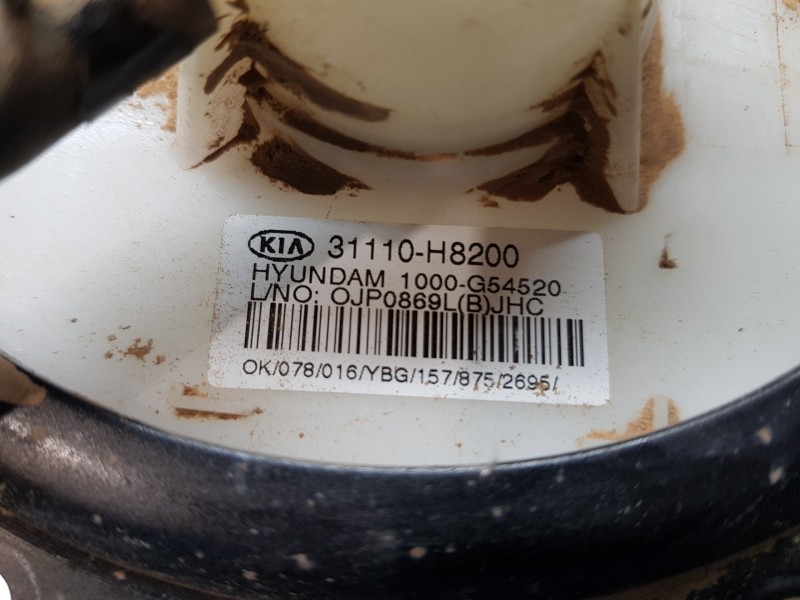 KIA 31110-H8200
HYUNDAM 1000-G54520
L/NO: OJP0869L(B)JHC
OK/078/016/YBG/157/875/2695/